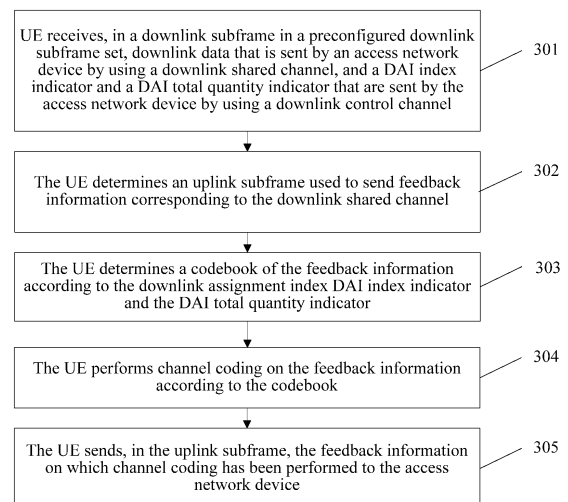 UE receives, in a downlink subframe in a preconfigured downlink
subframe set, downlink data that is sent by an access network
device by using a downlink shared channel, and a DAI index
indicator and a DAI total quantity indicator that are sent by the
access network device by using a downlink control channel
301
The UE determines an uplink subframe used to send feedback
information corresponding to the downlink shared channel
302
The UE determines a codebook of the feedback information
according to the downlink assignment index DAI index indicator
and the DAI total quantity indicator
303
The UE performs channel coding on the feedback information
according to the codebook
304
The UE sends, in the uplink subframe, the feedback information
on which channel coding has been performed to the access
network device
305